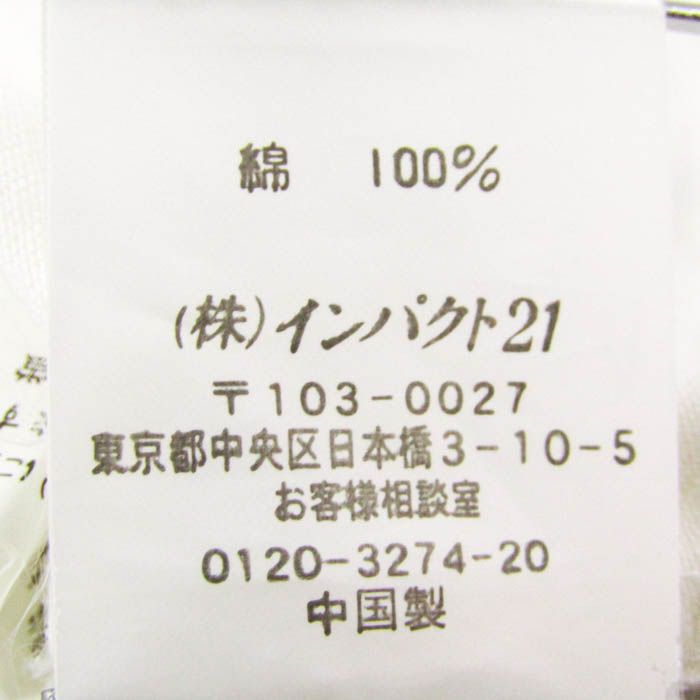 綿 100%
(株)インパクト21
〒103-0027
東京都中央区日本橋3-10-5
お客様相談室
0120-3274-20
中国製